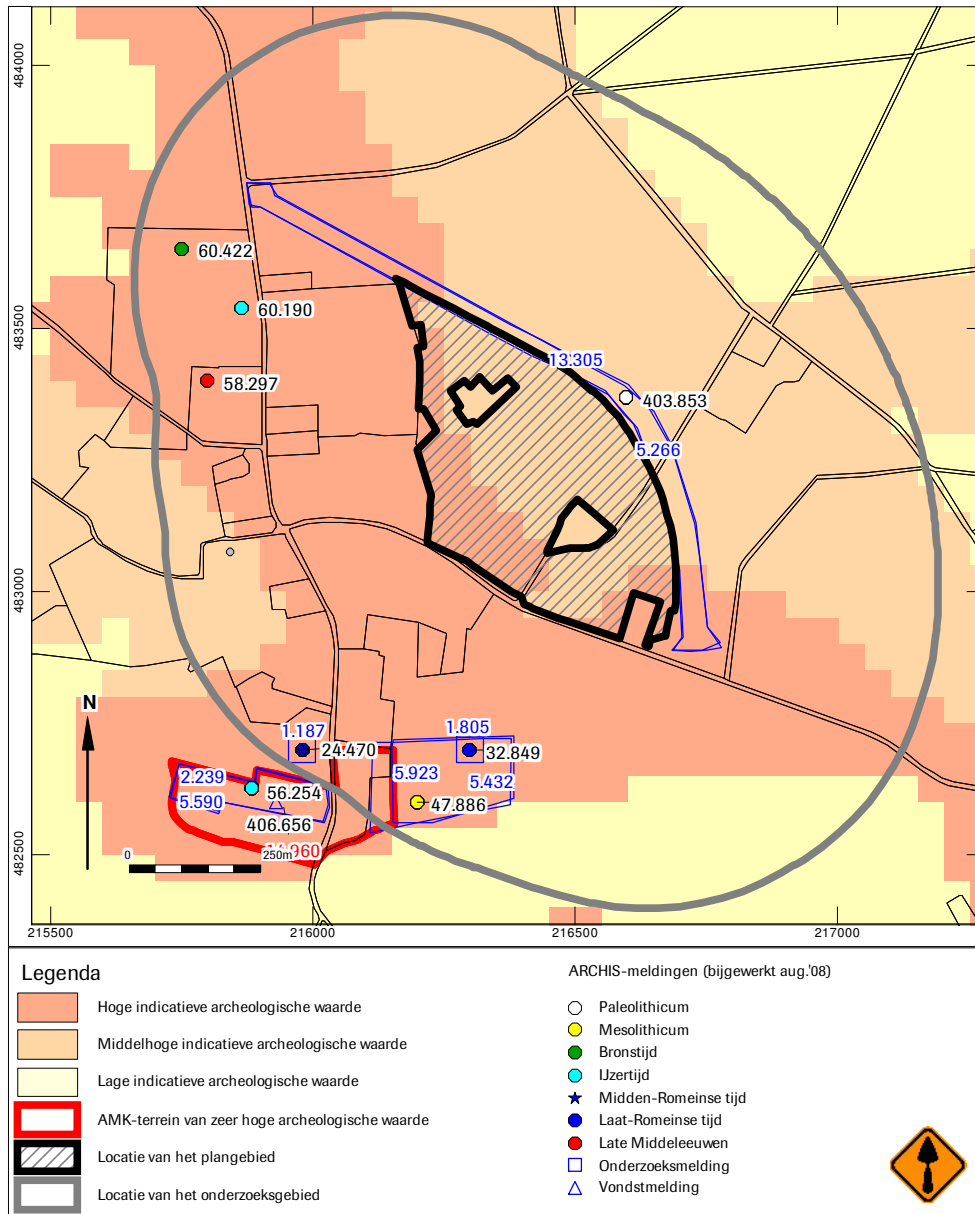 484000
60.422
60.190
483500
13.305
58.297
403.853
5.266
483000
N
1.187
24.470
1.805
32.849
2.239
5.923
5.432
56.254
5.590
47.886
406.656
0
250m
482500
215500
216000
216500
217000
Legenda
Hoge indicatieve archeologische waarde
Middelhoge indicatieve archeologische waarde
Lage indicatieve archeologische waarde
AMK-terrein van zeer hoge archeologische waarde
Locatie van het plangebied
Locatie van het onderzoeksgebied
ARCHIS-meldingen (bijgewerkt aug.'08)
Paleolithicum
Mesolithicum
Bronstijd
IJzertijd
Midden-Romeinse tijd
Laat-Romeinse tijd
Late Middeleeuwen
Onderzoeksmelding
Vondstmelding